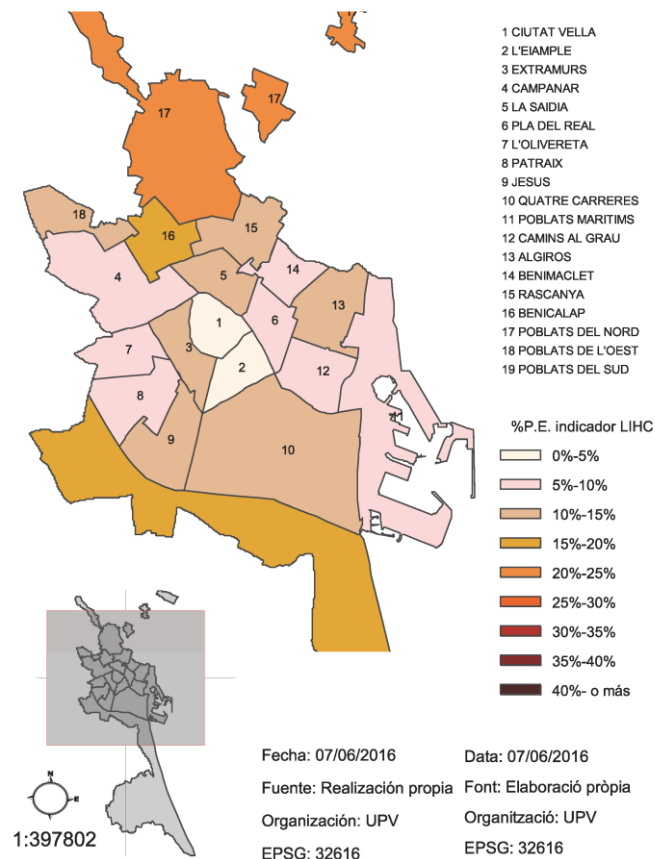 17
17
18
16
15
4
5
14
13
1
6
3
7
2
12
8
11
9
10
1 CIUTAT VELLA
2 L'EIAMPLE
3 EXTRAMURS
4 CAMPANAR
5 LA SAIDIA
6 PLA DEL REAL
7 L'OLIVERETA
8 PATRAIX
9 JESUS
10 QUATRE CARRERES
11 POBLATS MARITIMS
12 CAMINS AL GRAU
13 ALGIROS
14 BENIMACLET
15 RASCANYA
16 BENICALAP
17 POBLATS DEL NORD
18 POBLATS DE L'OEST
19 POBLATS DEL SUD
%P.E. indicador LIHC
0%-5%
5%-10%
10%-15%
15%-20%
20%-25%
25%-30%
30%-35%
35%-40%
40%- o más
N
E
1:397802
Fecha: 07/06/2016
Fuente: Realización propia
Organización: UPV
EPSG: 32616
Data: 07/06/2016
Font: Elaboració pròpia
Organització: UPV
EPSG: 32616